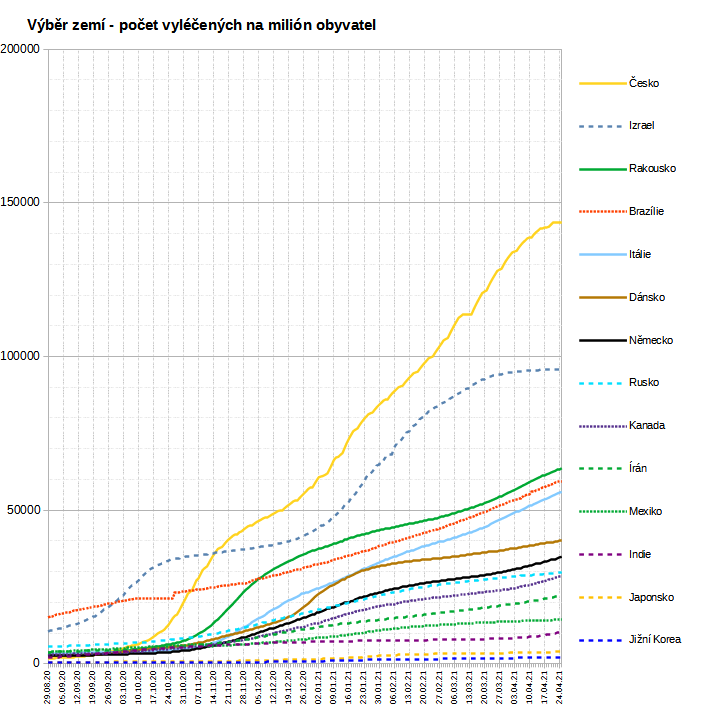 Výběr zemí - počet vyléčených na milión obyvatel
200000
150000
100000
50000
0
29.08.20
05.09.20
12.09.20
19.09.20
26.09.20
03.10.20
10.10.20
17.10.20
24.10.20
31.10.20
07.11.20
14.11.20
21.11.20
28.11.20
05.12.20
12.12.20
19.12.20
26.12.20
02.01.21
09.01.21
16.01.21
23.01.21
30.01.21
06.02.21
13.02.21
20.02.21
27.02.21
06.03.21
13.03.21
20.03.21
27.03.21
03.04.21
10.04.21
17.04.21
24.04.21
Česko
Izrael
Rakousko
Brazílie
Itálie
Dánsko
Německo
Rusko
Kanada
Írán
Mexiko
Indie
Japonsko
Jižní Korea